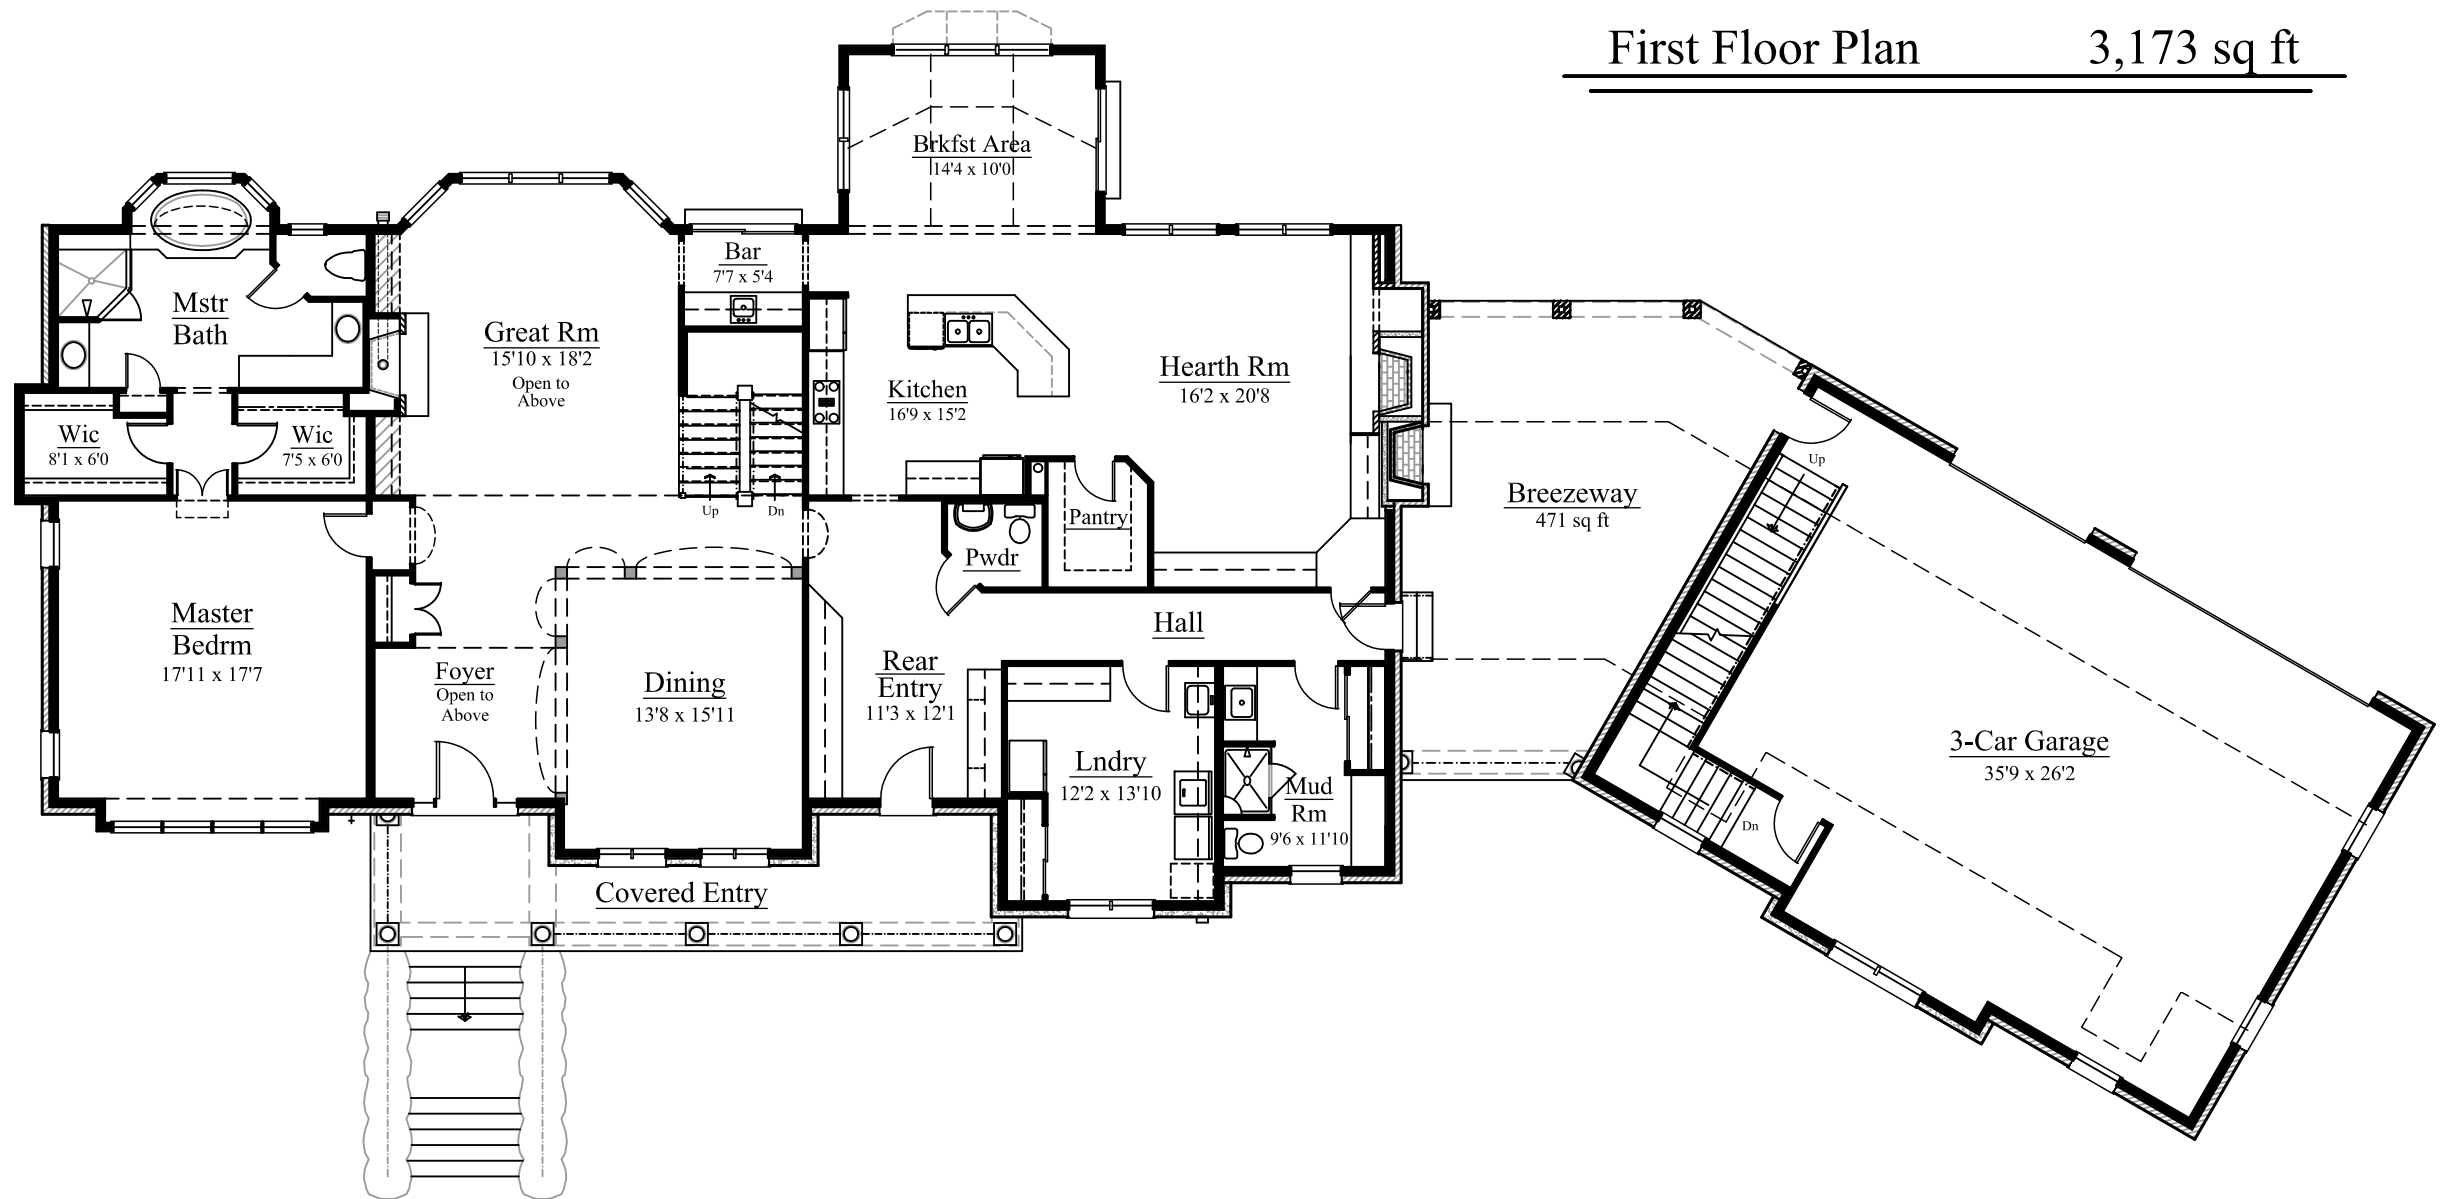 First Floor Plan 3,173 sq ft
Brkfst Area
14'4 x 10'0
Bar
7'7 x 5'4
Mstr
Bath
Great Rm
15'10 x 18'2
Open to
Above
Kitchen
16'9 x 15'2
Hearth Rm
16'2 x 20'8
Wic
8'1 x 6'0
Wic
7'5 x 6'0
Up
Dn
Pantry
Pwdr
Breezeway
471 sq ft
Up
Master
Bedrm
17'11 x 17'7
Foyer
Open to
Above
Dining
13'8 x 15'11
Rear
Entry
11'3 x 12'1
Hall
Lndry
12'2 x 13'10
Mud
Rm
9'6 x 11'10
3-Car Garage
35'9 x 26'2
Dn
Covered Entry